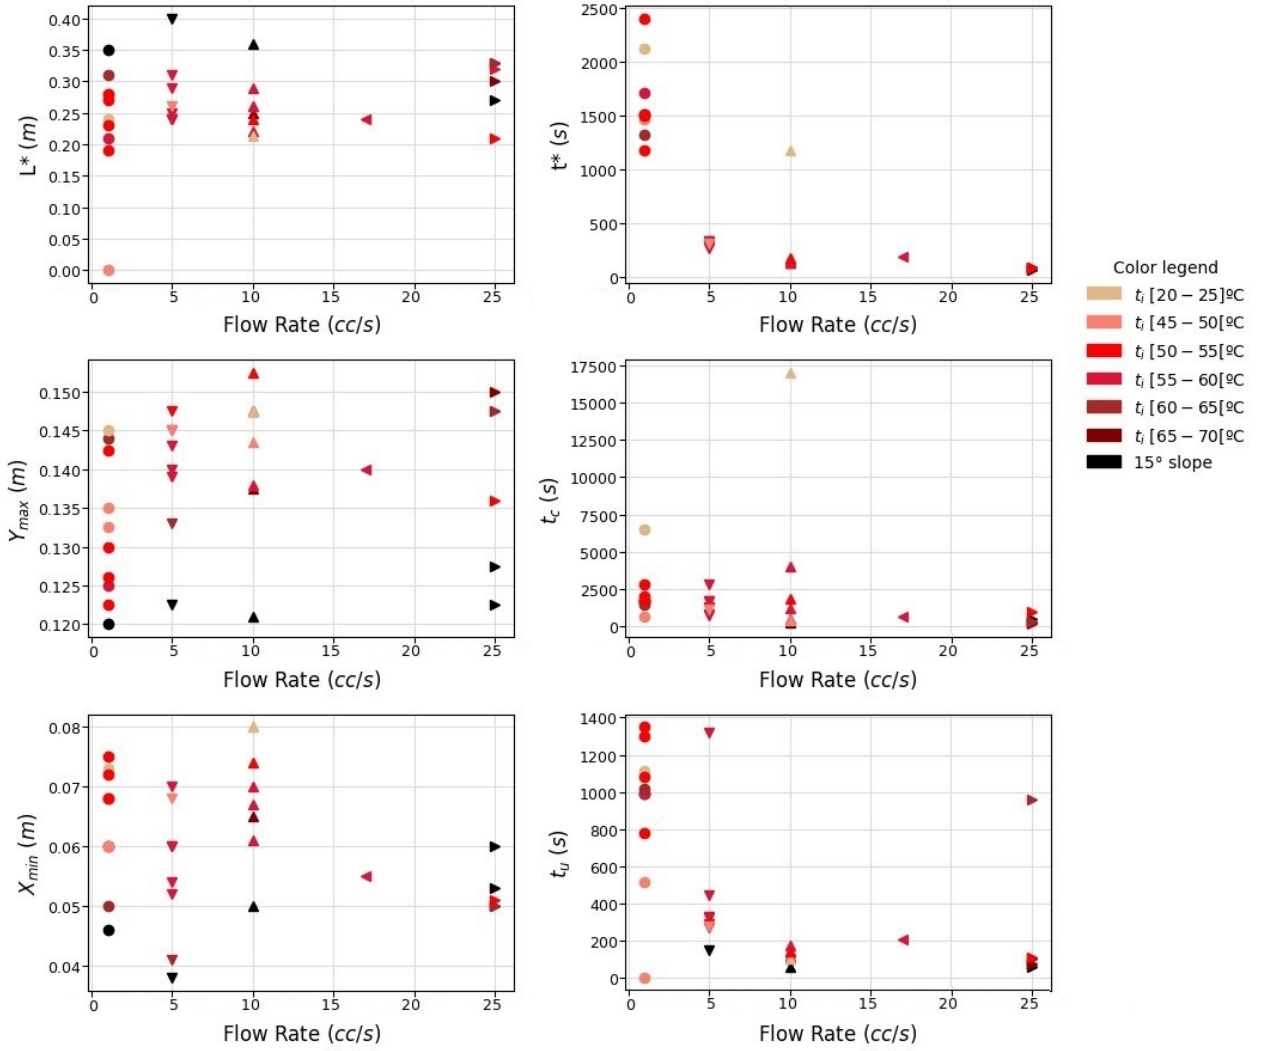 0.40
0.35
0.30
0.25
0.20
0.15
0.10
0.05
0.00
L* (m)
0 5 10 15 20 25
Flow Rate (cc/s)
2500
2000
1500
1000
500
0
t* (s)
0 5 10 15 20 25
Flow Rate (cc/s)
Color legend
t_i [20 − 25]ºC
t_i [45 − 50[ºC
t_i [50 − 55[ºC
t_i [55 − 60[ºC
t_i [60 − 65[ºC
t_i [65 − 70[ºC
15° slope
0.150
0.145
0.140
0.135
0.130
0.125
0.120
Y_max (m)
0 5 10 15 20 25
Flow Rate (cc/s)
17500
15000
12500
10000
7500
5000
2500
0
t_c (s)
0 5 10 15 20 25
Flow Rate (cc/s)
0.08
0.07
0.06
0.05
0.04
X_min (m)
0 5 10 15 20 25
Flow Rate (cc/s)
1400
1200
1000
800
600
400
200
0
t_u (s)
0 5 10 15 20 25
Flow Rate (cc/s)